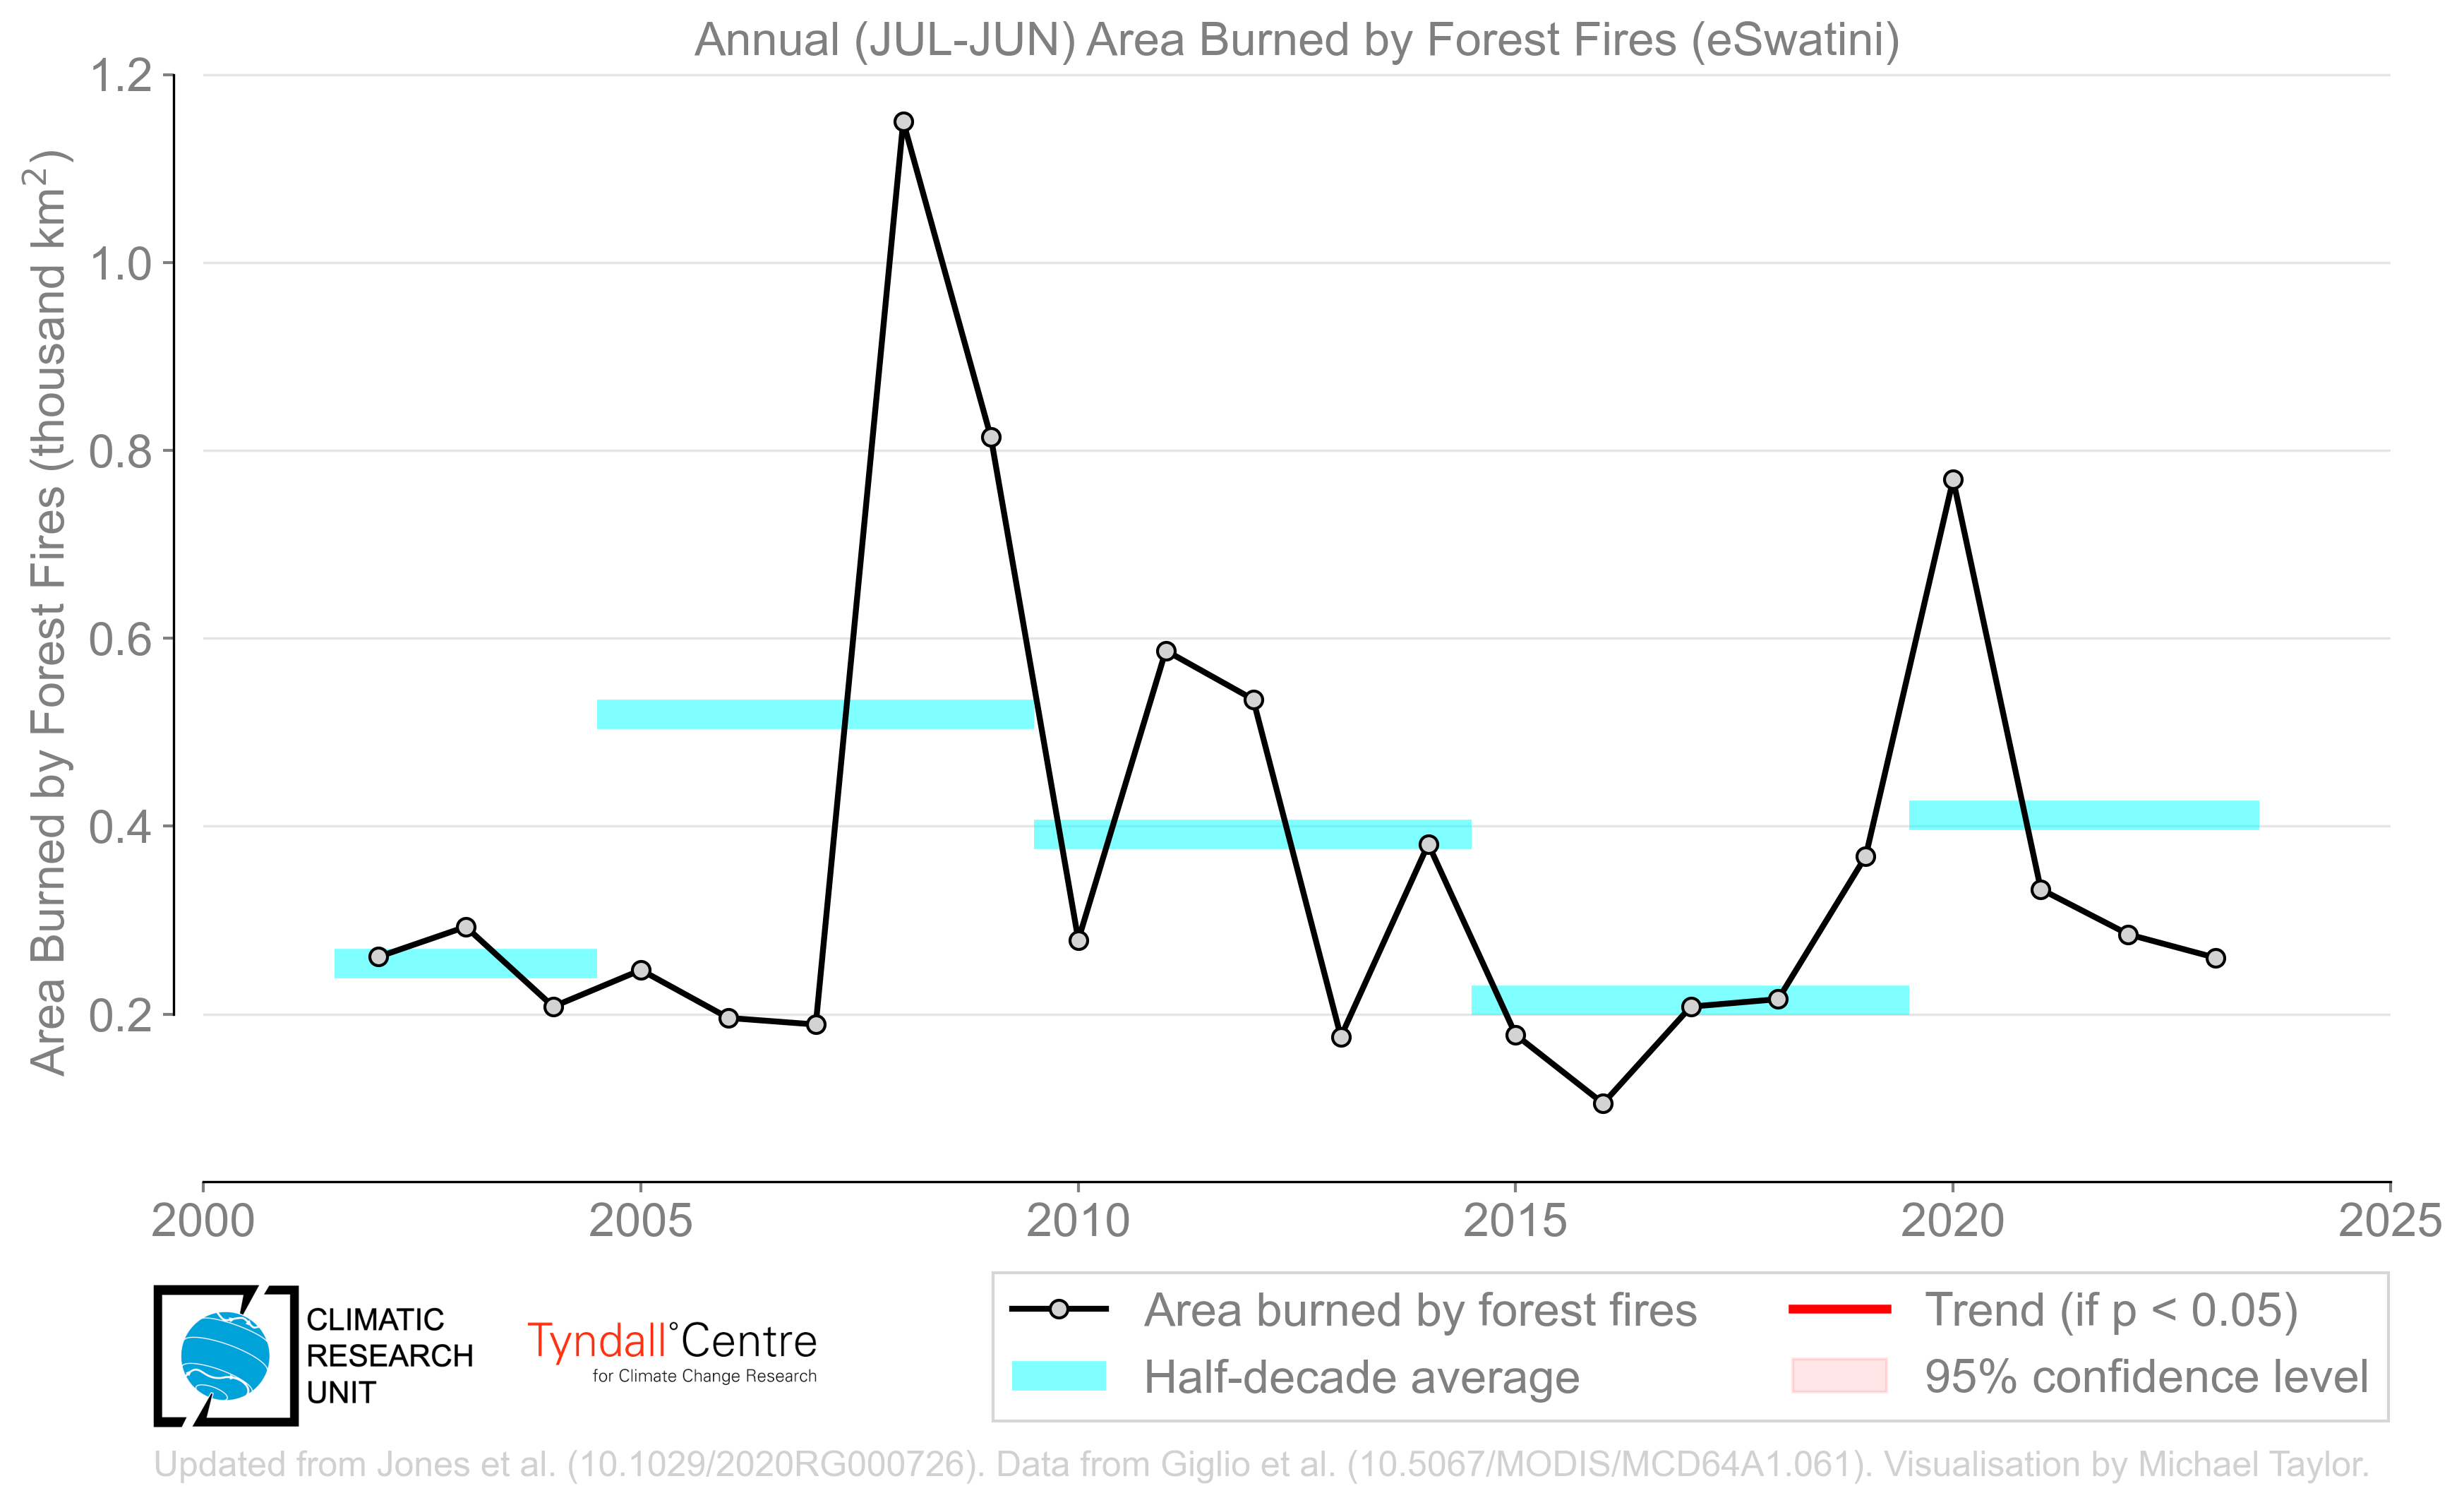 Annual (JUL-JUN) Area Burned by Forest Fires (eSwatini)
Area Burned by Forest Fires (thousand km²)
1.2
1.0
0.8
0.6
0.4
0.2
2000 2005 2010 2015 2020 2025
CLIMATIC
RESEARCH
UNIT
Tyndall°Centre
for Climate Change Research
Area burned by forest fires
Half-decade average
Trend (if p < 0.05)
95% confidence level
Updated from Jones et al. (10.1029/2020RG000726). Data from Giglio et al. (10.5067/MODIS/MCD64A1.061). Visualisation by Michael Taylor.